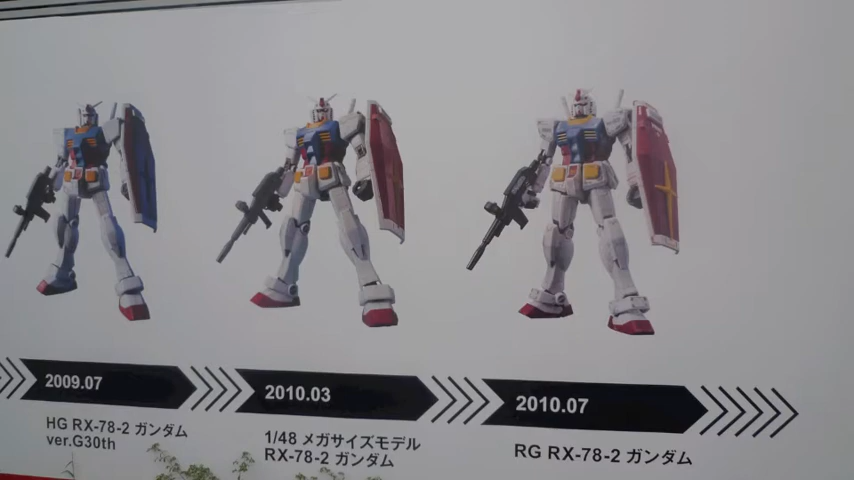 2009.07
HG RX-78-2 ガンダム
ver.G30th
2010.03
1/48 メガサイズモデル
RX-78-2 ガンダム
2010.07
RG RX-78-2 ガンダム